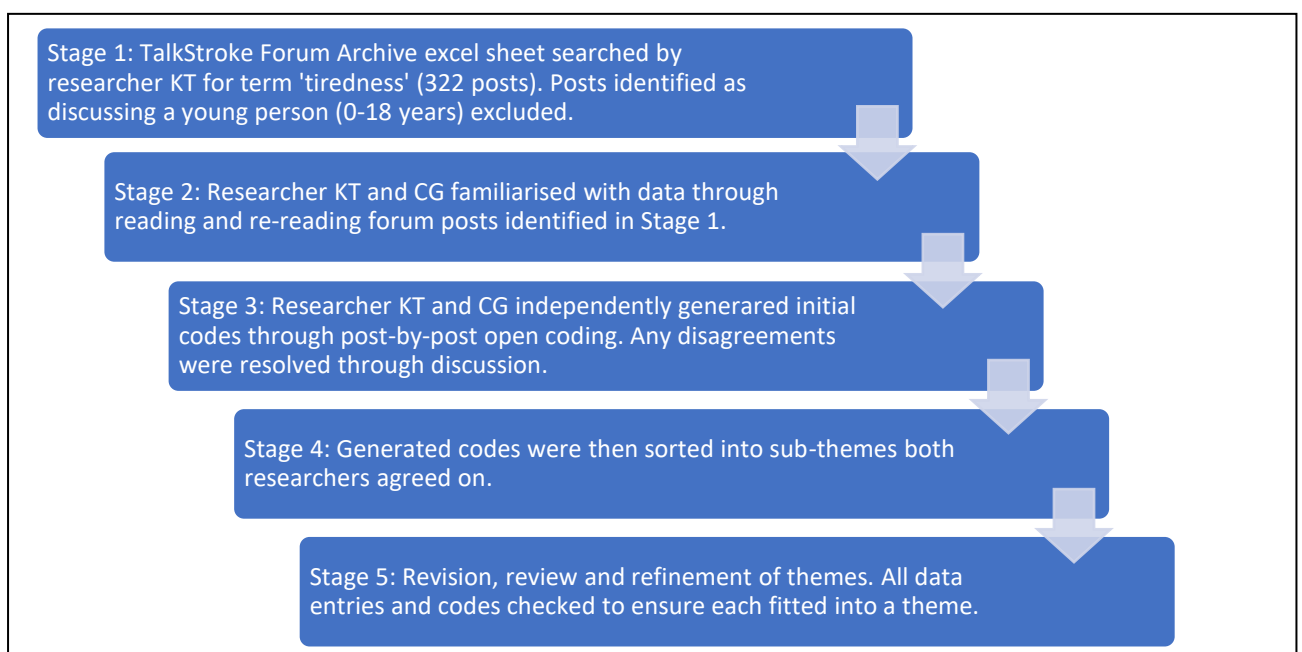 Stage 1: TalkStroke Forum Archive excel sheet searched by
researcher KT for term 'tiredness' (322 posts). Posts identified as
discussing a young person (0-18 years) excluded.
Stage 2: Researcher KT and CG familiarised with data through
reading and re-reading forum posts identified in Stage 1.
Stage 3: Researcher KT and CG independently generared initial
codes through post-by-post open coding. Any disagreements
were resolved through discussion.
Stage 4: Generated codes were then sorted into sub-themes both
researchers agreed on.
Stage 5: Revision, review and refinement of themes. All data
entries and codes checked to ensure each fitted into a theme.